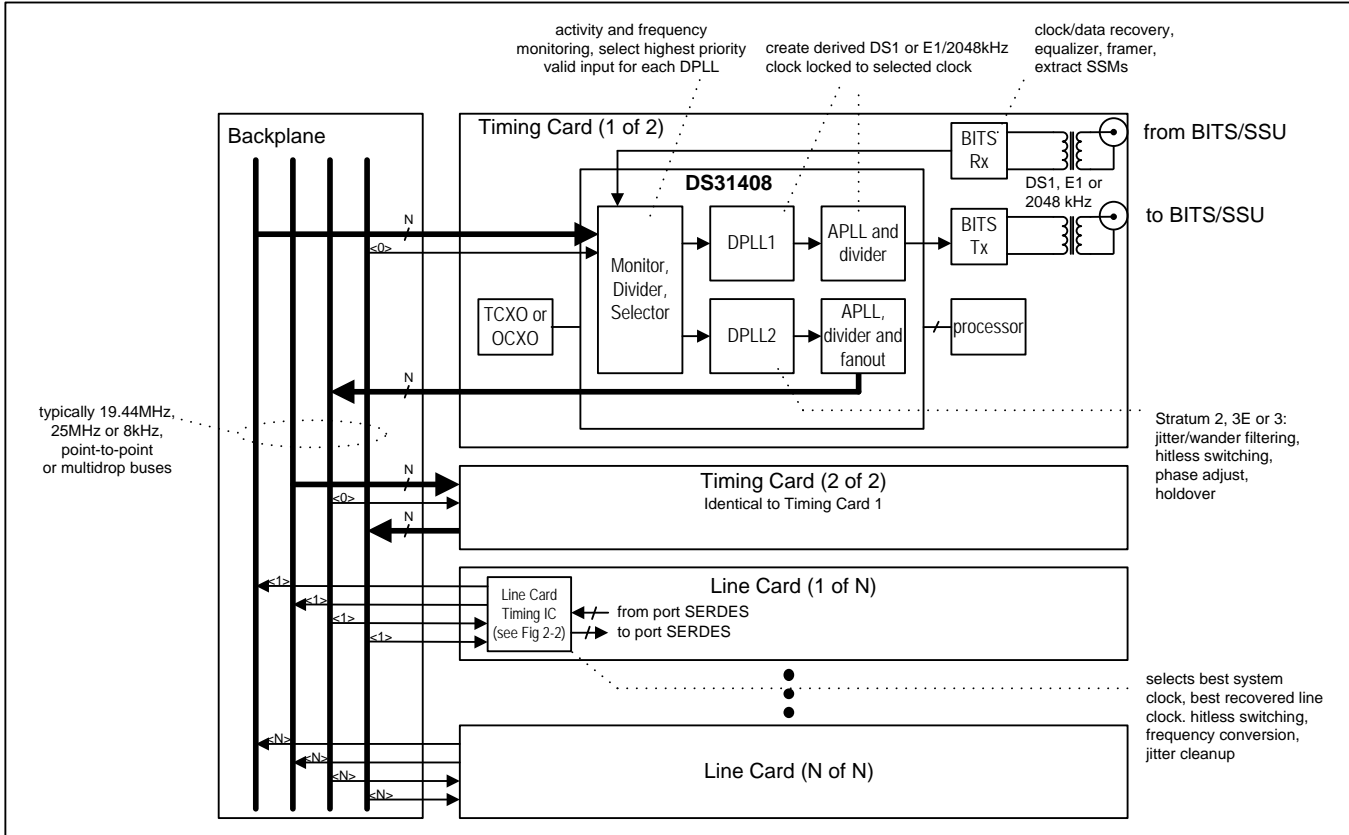 activity and frequency
monitoring, select highest priority
valid input for each DPLL
create derived DS1 or E1/2048kHz
clock locked to selected clock
clock/data recovery,
equalizer, framer,
extract SSMs
Backplane
Timing Card (1 of 2)
BITS
Rx
from BITS/SSU
DS31408
DS1, E1 or
2048 kHz
to BITS/SSU
N
<0>
Monitor,
Divider,
Selector
DPLL1
APLL and
divider
BITS
Tx
TCXO or
OCXO
DPLL2
APLL,
divider and
fanout
processor
N
typically 19.44MHz,
25MHz or 8kHz,
point-to-point
or multidrop buses
Stratum 2, 3E or 3:
jitter/wander filtering,
hitless switching,
phase adjust,
holdover
N
<0>
N
Timing Card (2 of 2)
Identical to Timing Card 1
<1>
<1>
<1>
<1>
Line Card (1 of N)
Line Card
Timing IC
(see Fig 2-2)
from port SERDES
to port SERDES
selects best system
clock, best recovered line
clock. hitless switching,
frequency conversion,
jitter cleanup
<N>
<N>
<N>
<N>
Line Card (N of N)